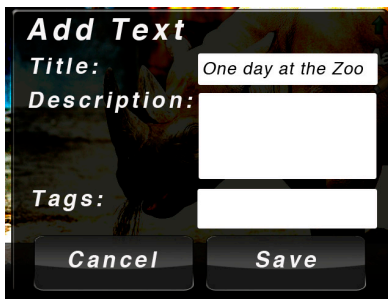 Add Text
Title: One day at the Zoo
Description:
Tags:
Cancel Save